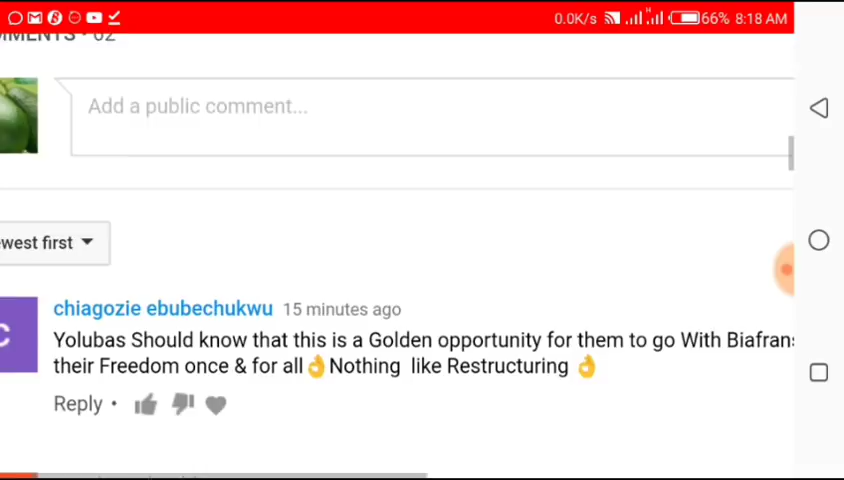 0.0K/s 66% 8:18 AM
Add a public comment...
west first
chiagozie ebubechukwu 15 minutes ago
Yolubas Should know that this is a Golden opportunity for them to go With Biafrans
their Freedom once & for all👌Nothing like Restructuring 👌
Reply •